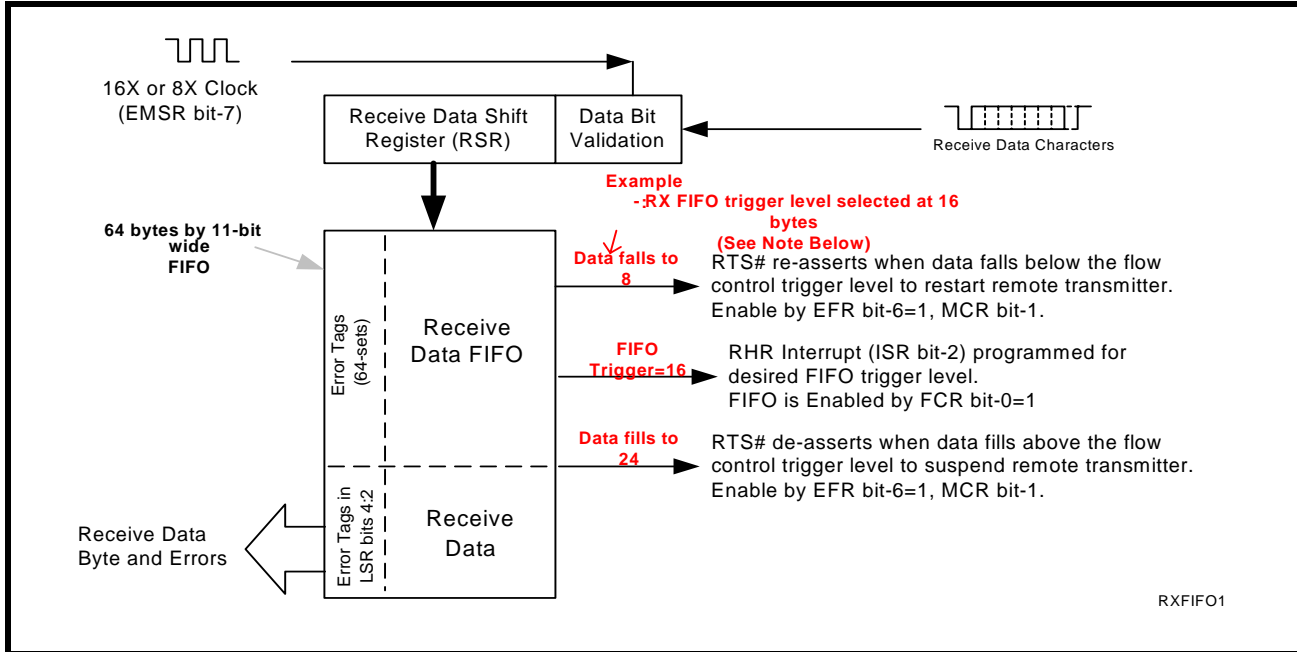 16X or 8X Clock
(EMSR bit-7)
Receive Data Shift
Register (RSR)
Data Bit
Validation
Receive Data Characters
Example
-:RX FIFO trigger level selected at 16
bytes
(See Note Below)
64 bytes by 11-bit
wide
FIFO
Data falls to
8
RTS# re-asserts when data falls below the flow
control trigger level to restart remote transmitter.
Enable by EFR bit-6=1, MCR bit-1.
Error Tags
(64-sets)
Receive
Data FIFO
FIFO
Trigger=16
RHR Interrupt (ISR bit-2) programmed for
desired FIFO trigger level.
FIFO is Enabled by FCR bit-0=1
Data fills to
24
RTS# de-asserts when data fills above the flow
control trigger level to suspend remote transmitter.
Enable by EFR bit-6=1, MCR bit-1.
Error Tags in
LSR bits 4:2
Receive
Data
Receive Data
Byte and Errors
RXFIFO1